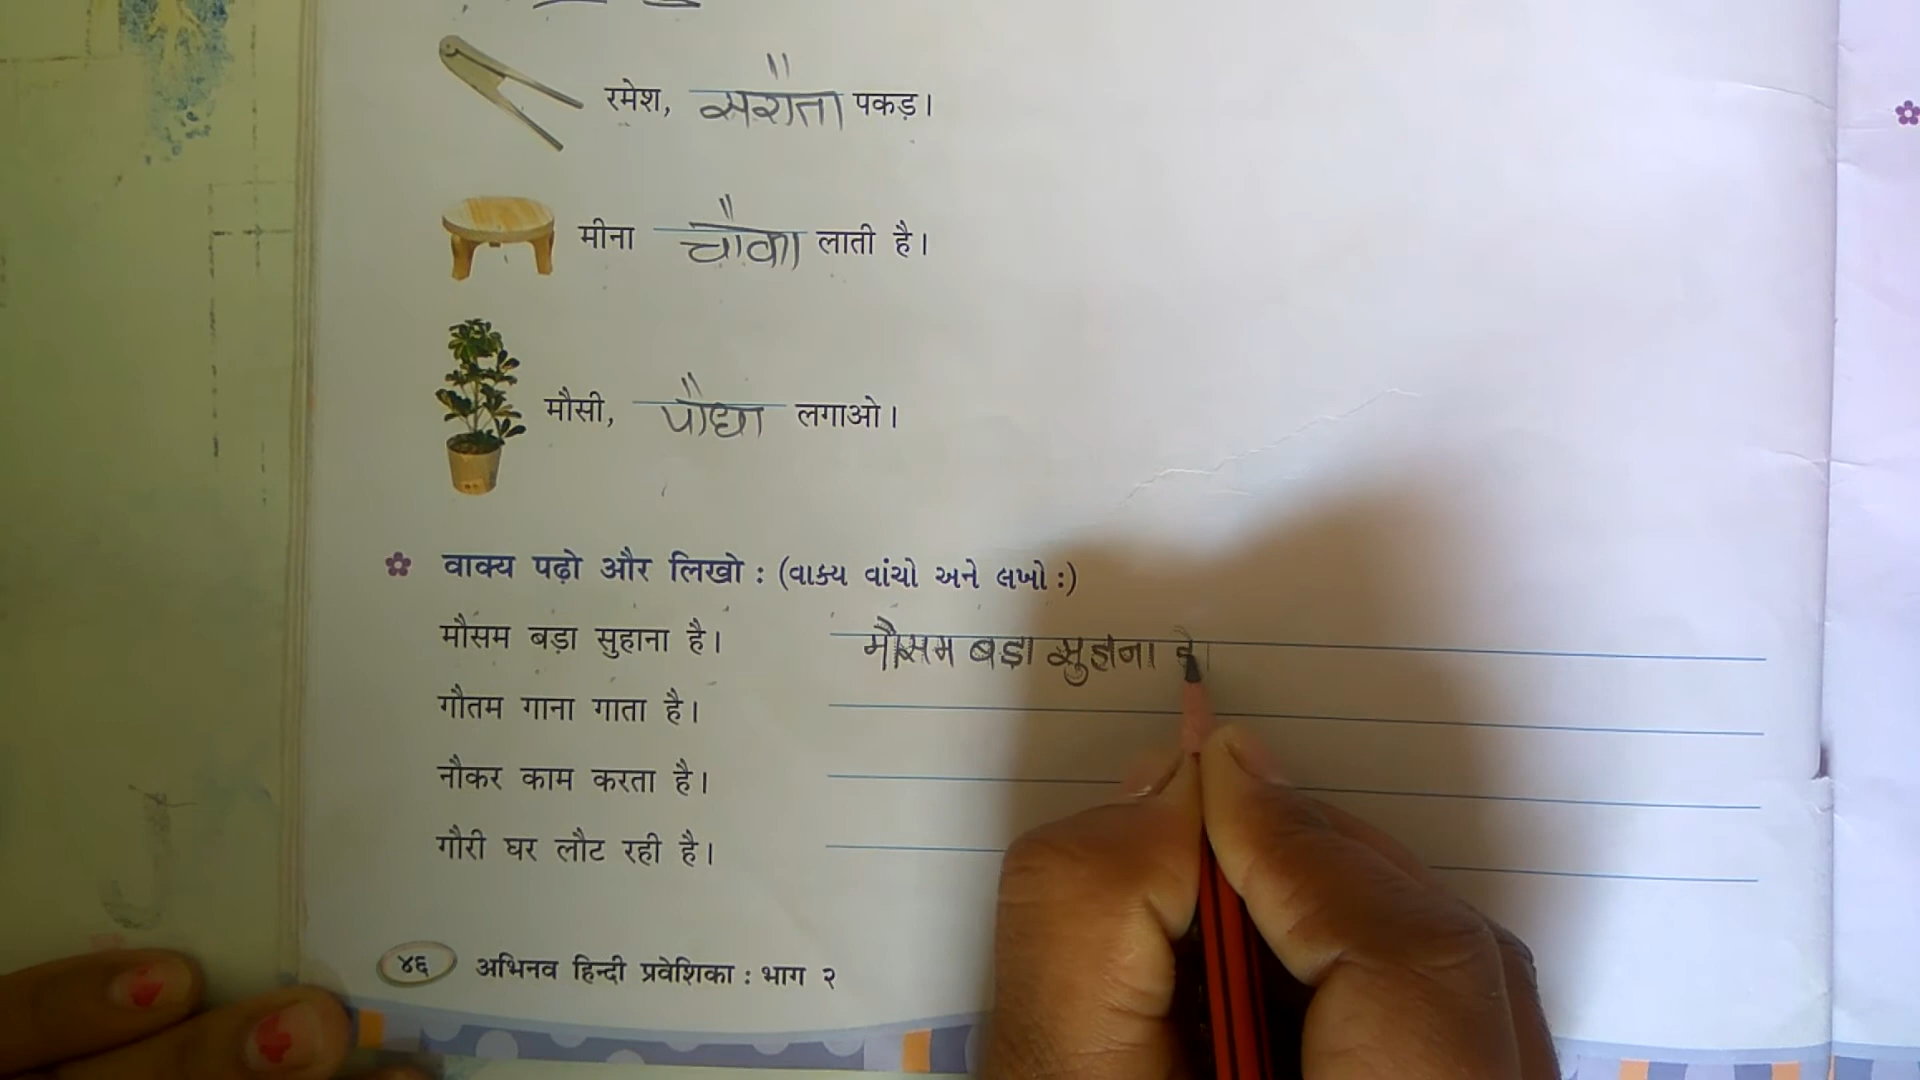 रमेश, सरौता पकड़।
मीना चौका लाती है।
मौसी, पौधा लगाओ।
वाक्य पढ़ो और लिखो : (વાક્ય વાંચો અને લખો :)
मौसम बड़ा सुहाना है। मौसम बडा सुहाना है
गौतम गाना गाता है।
नौकर काम करता है।
गौरी घर लौट रही है।
४६ अभिनव हिन्दी प्रवेशिका : भाग २